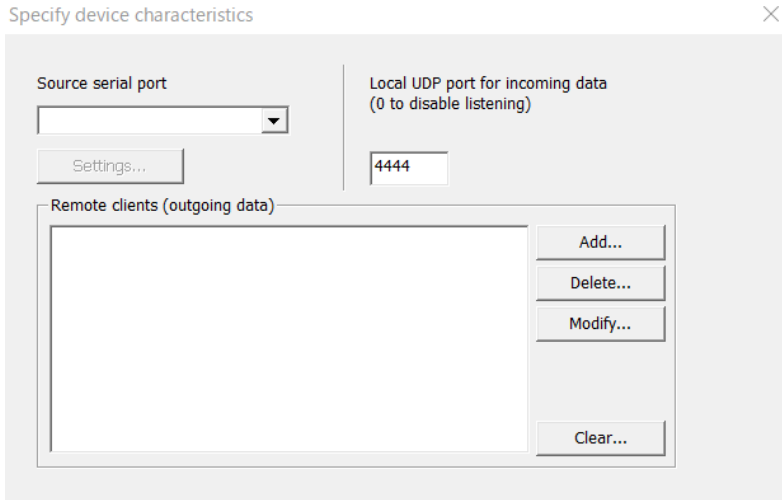 Specify device characteristics
Source serial port
Settings...
Local UDP port for incoming data
(0 to disable listening)
4444
Remote clients (outgoing data)
Add...
Delete...
Modify...
Clear...